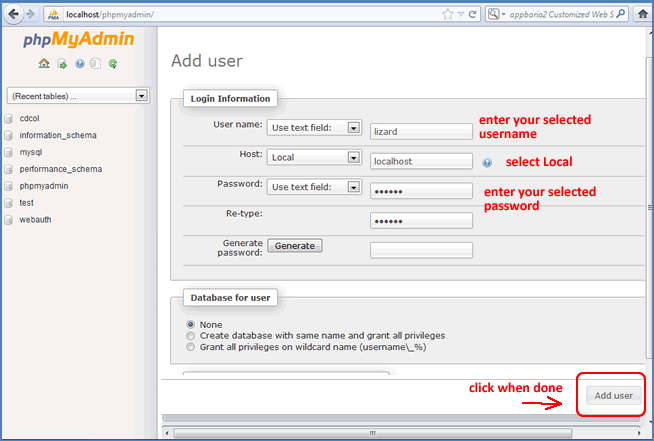 localhost/phpmyadmin/
appbario2 Customized Web S
phpMyAdmin
Add user
(Recent tables) ...
cdcol
information_schema
mysql
performance_schema
phpmyadmin
test
webauth
Login Information
User name: Use text field: lizard
enter your selected
username
Host: Local localhost
select Local
Password: Use text field: ••••••
enter your selected
password
Re-type: ••••••
Generate
password: Generate
Database for user
None
Create database with same name and grant all privileges
Grant all privileges on wildcard name (username\_%)
click when done
Add user